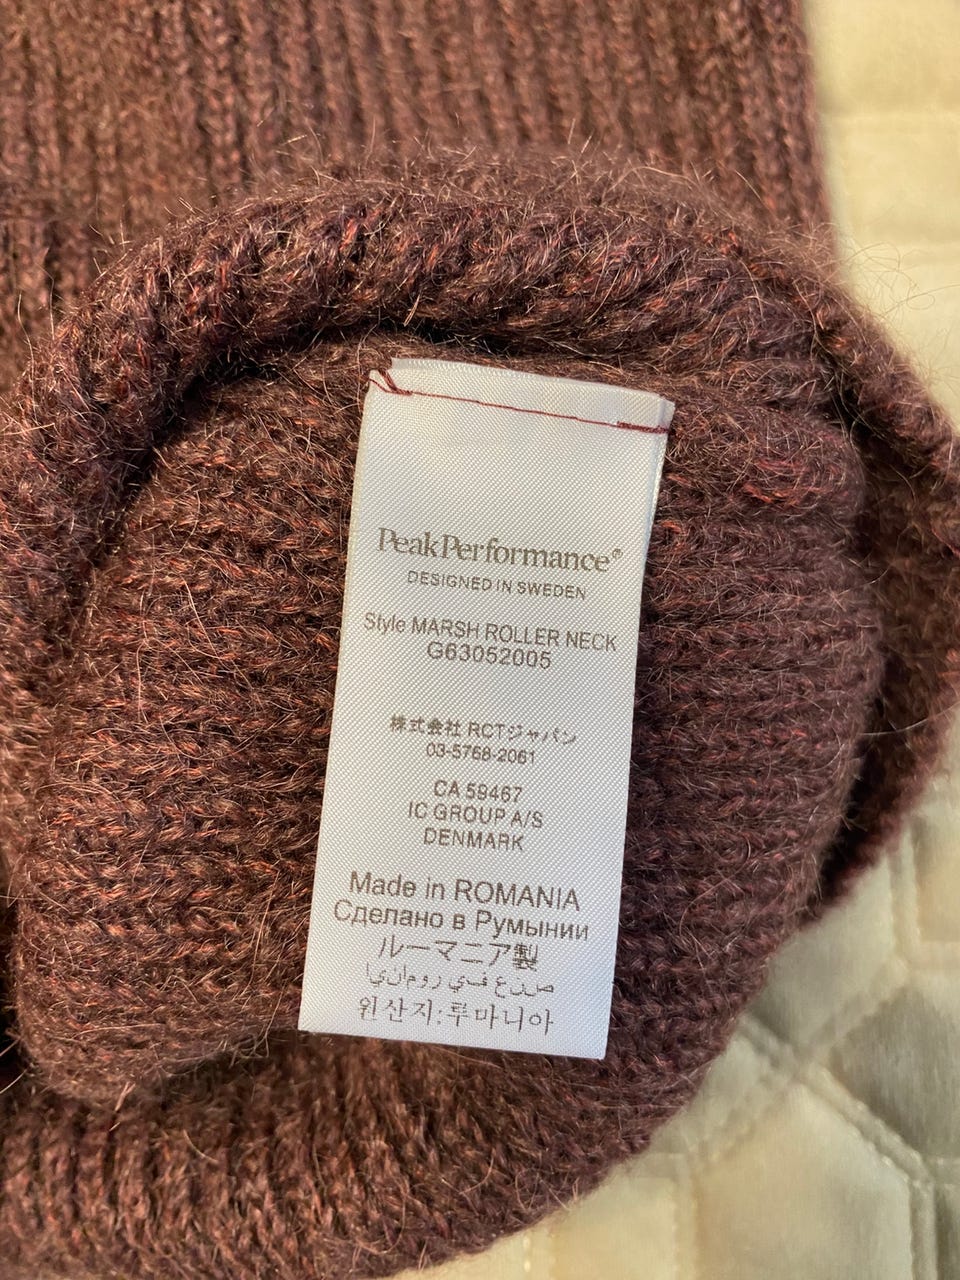 PeakPerformance®
DESIGNED IN SWEDEN
Style MARSH ROLLER NECK
G63052005
株式会社 RCTジャパン
03-5768-2061
CA 59467
IC GROUP A/S
DENMARK
Made in ROMANIA
Сделано в Румынии
ルーマニア製
صنع في رومانيا
원산지:루마니아